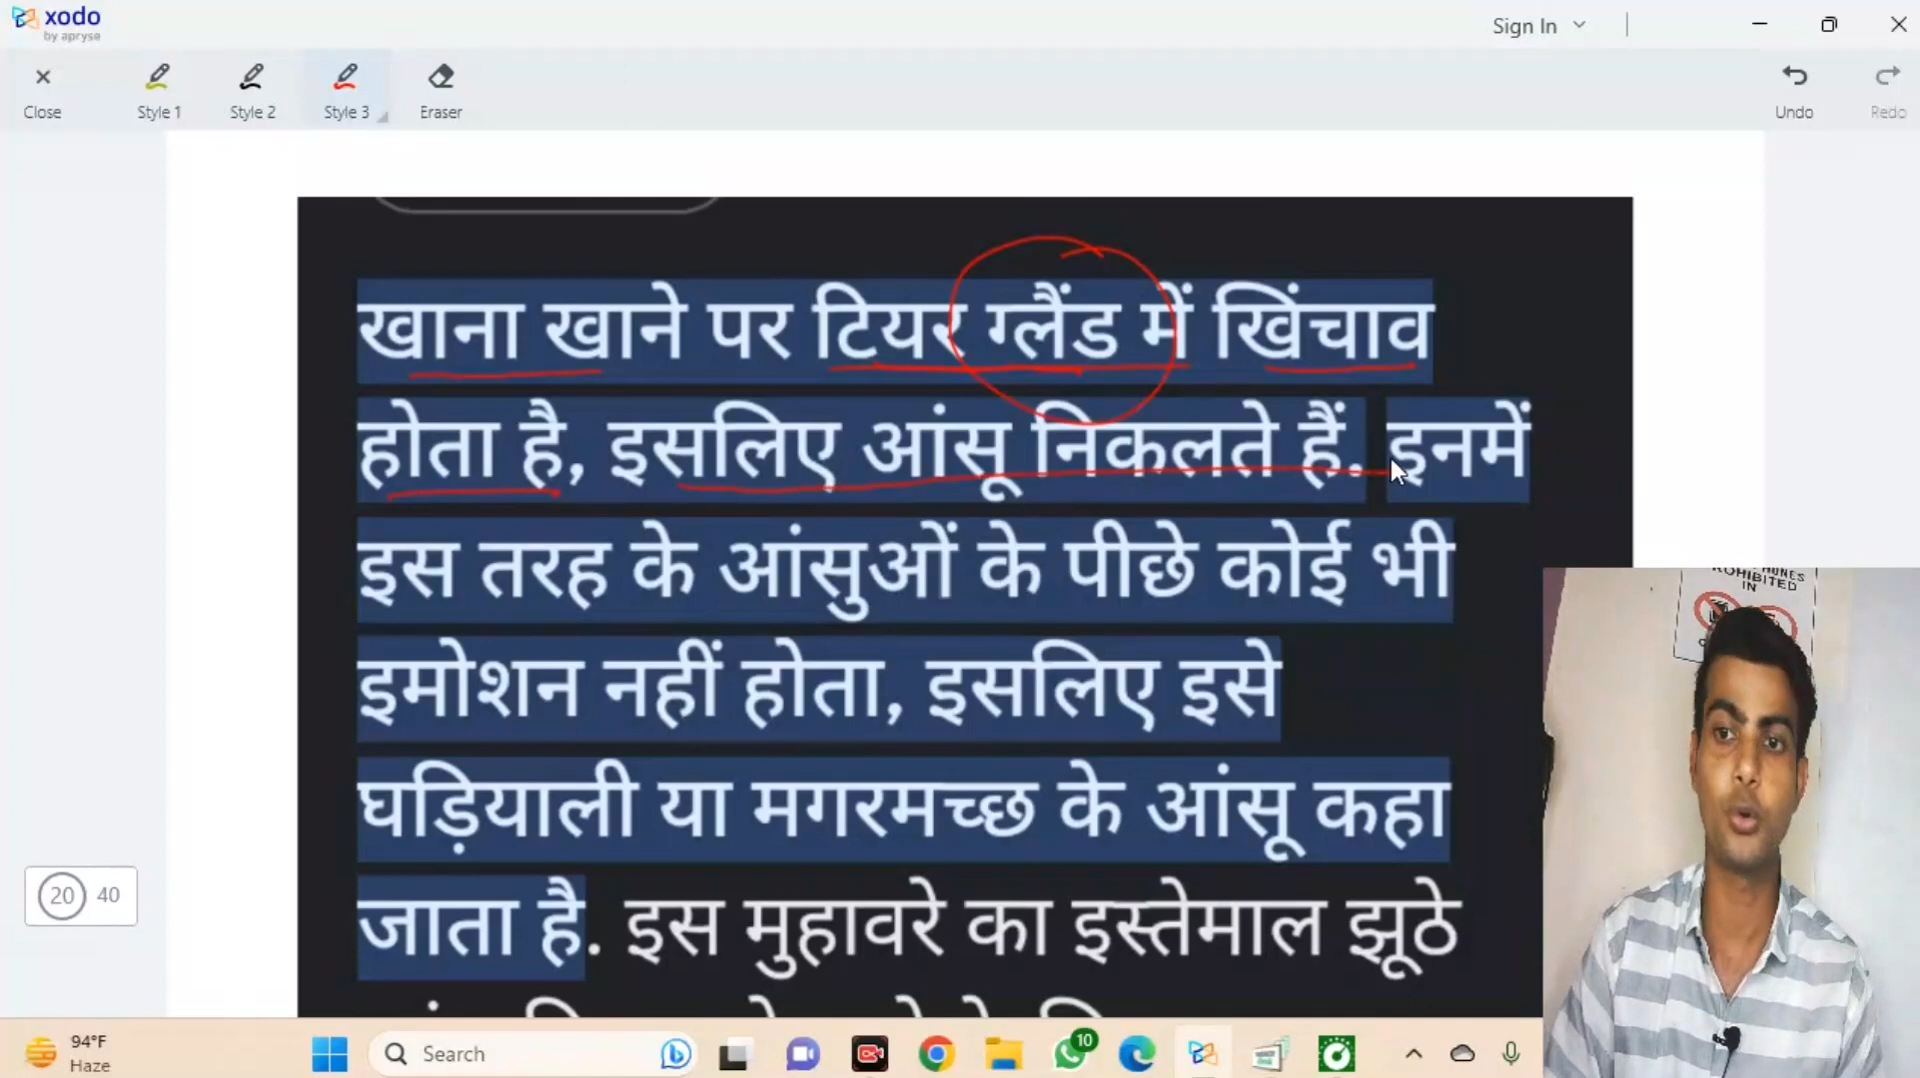 xodo
by apryse
Sign In
Close
Style 1
Style 2
Style 3
Eraser
Undo
Redo
खाना खाने पर टियर ग्लैंड में खिंचाव
होता है, इसलिए आंसू निकलते हैं. इनमें
इस तरह के आंसुओं के पीछे कोई भी
इमोशन नहीं होता, इसलिए इसे
घड़ियाली या मगरमच्छ के आंसू कहा
जाता है. इस मुहावरे का इस्तेमाल झूठे
PROHIBITED
IN
20 40
94°F
Haze
Search
10